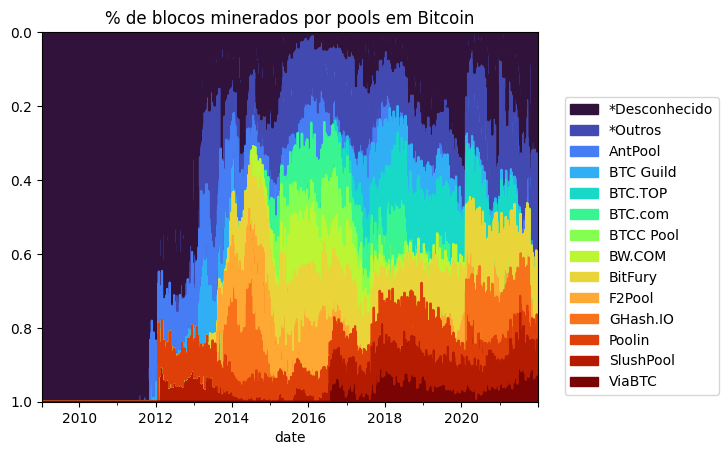 % de blocos minerados por pools em Bitcoin
0.0
0.2
0.4
0.6
0.8
1.0
2010
2012
2014
2016
2018
2020
date
*Desconhecido
*Outros
AntPool
BTC Guild
BTC.TOP
BTC.com
BTCC Pool
BW.COM
BitFury
F2Pool
GHash.IO
Poolin
SlushPool
ViaBTC